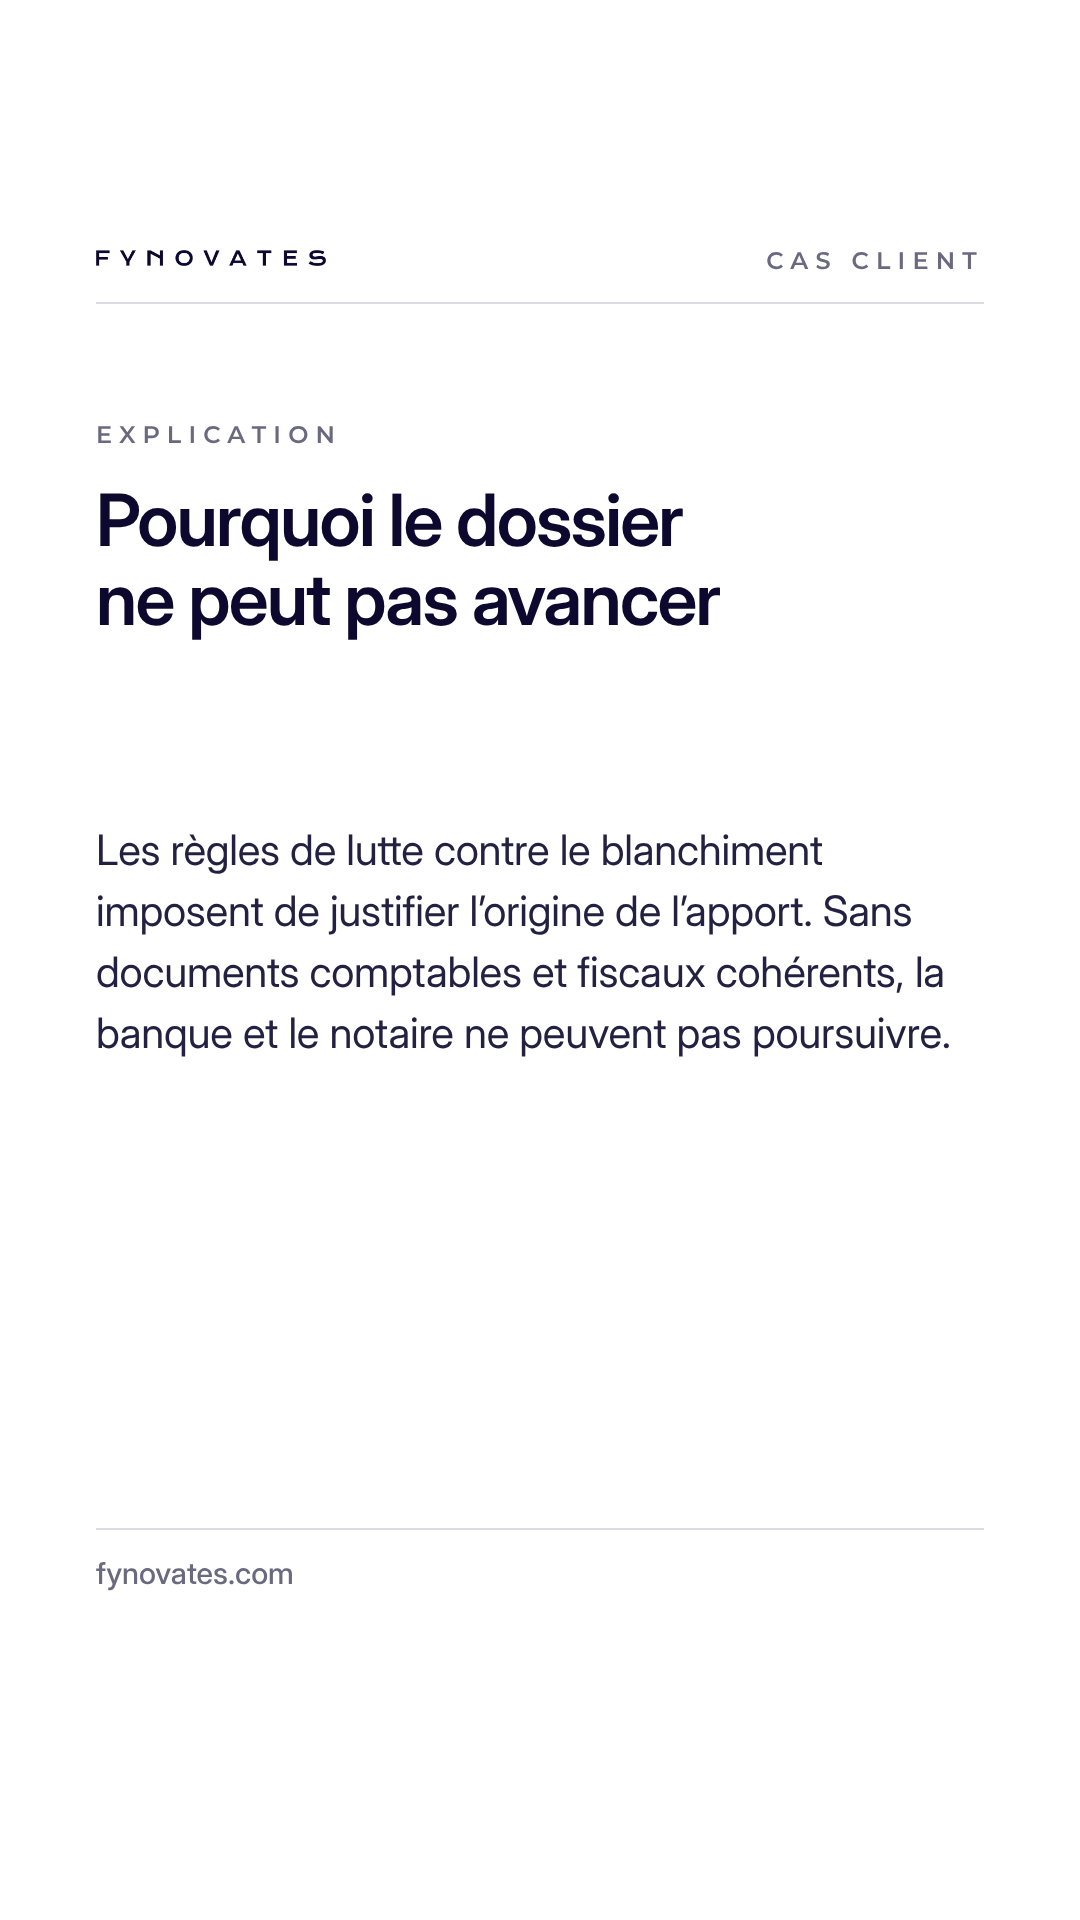 FYNOVATES
CAS CLIENT
EXPLICATION
Pourquoi le dossier
ne peut pas avancer
Les règles de lutte contre le blanchiment
imposent de justifier l’origine de l’apport. Sans
documents comptables et fiscaux cohérents, la
banque et le notaire ne peuvent pas poursuivre.
fynovates.com